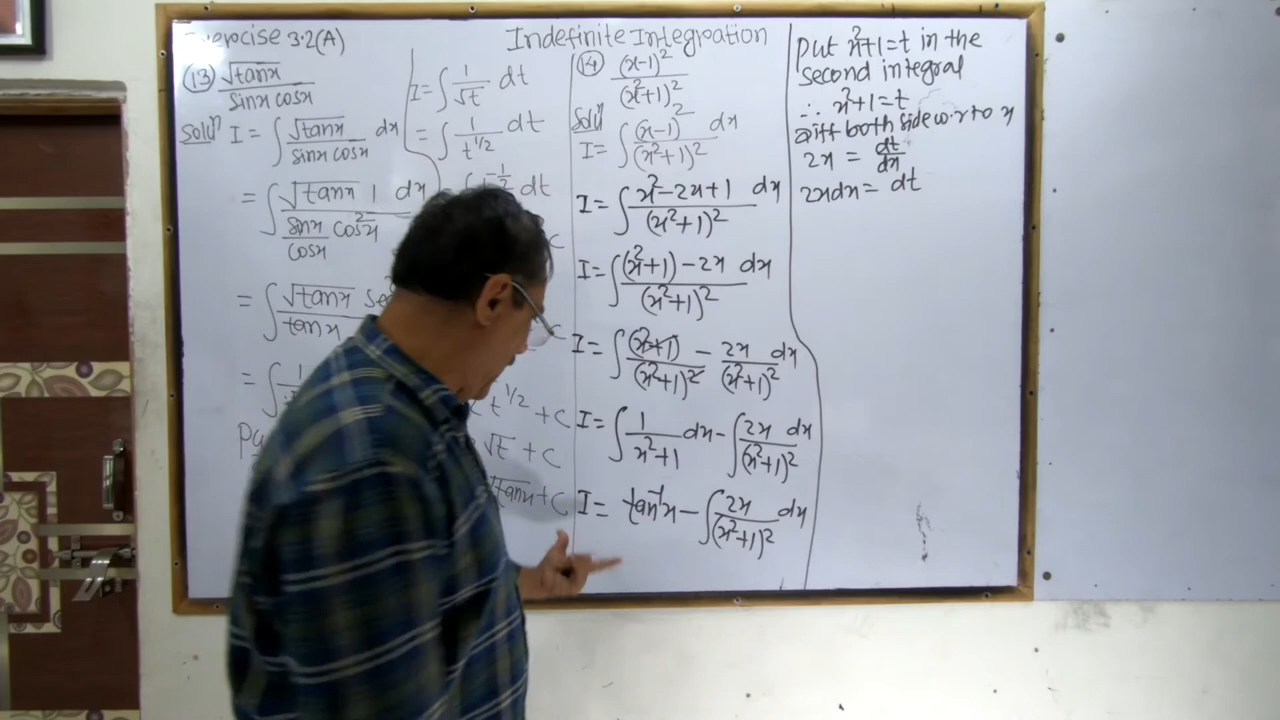 Exercise 3.2(A)
Indefinite Integration
(13) √tanx / sinx cosx
Solun I = ∫ √tanx / sinx cosx dx
= ∫ √tanx 1 dx / sinx/cosx cos²x
= ∫ √tanx / tanx
= ∫ 1
I = ∫ 1/√t dt
= ∫ 1/t^1/2 dt
= ∫ t^-1/2 dt
t^1/2 + C
√t + C
√tanx + C
(14) (x-1)² / (x²+1)²
Solun
I = ∫ (x-1)² / (x²+1)² dx
I = ∫ x²-2x+1 / (x²+1)² dx
I = ∫ (x²+1) - 2x / (x²+1)² dx
I = ∫ (x²+1) / (x²+1)² - 2x / (x²+1)² dx
I = ∫ 1 / x²+1 dx - ∫ 2x dx / (x²+1)²
I = tan⁻¹x - ∫ 2x / (x²+1)² dx
Put x²+1=t in the
second integral
∴ x²+1=t
Diff both side w.r to x
2x = dt/dx
2xdx = dt